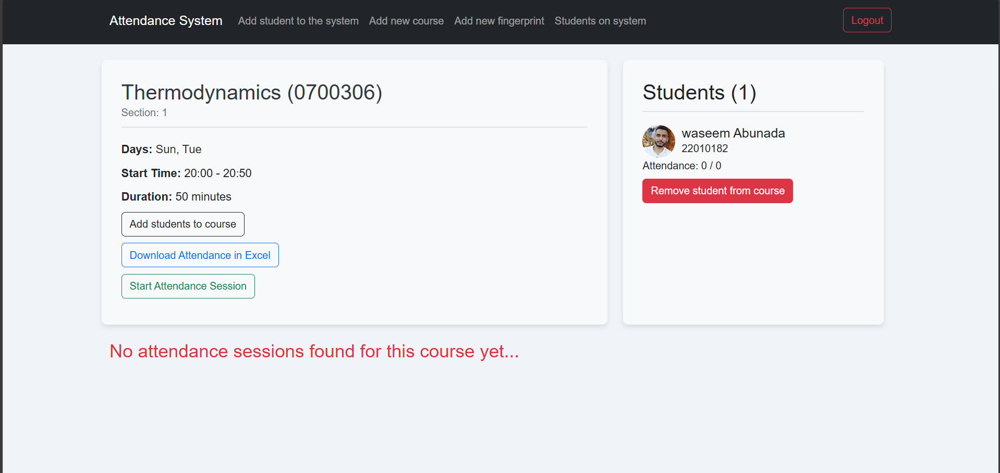 Attendance System Add student to the system Add new course Add new fingerprint Students on system Logout
Thermodynamics (0700306)
Section: 1
Days: Sun, Tue
Start Time: 20:00 - 20:50
Duration: 50 minutes
Add students to course
Download Attendance in Excel
Start Attendance Session
Students (1)
waseem Abunada
22010182
Attendance: 0 / 0
Remove student from course
No attendance sessions found for this course yet...